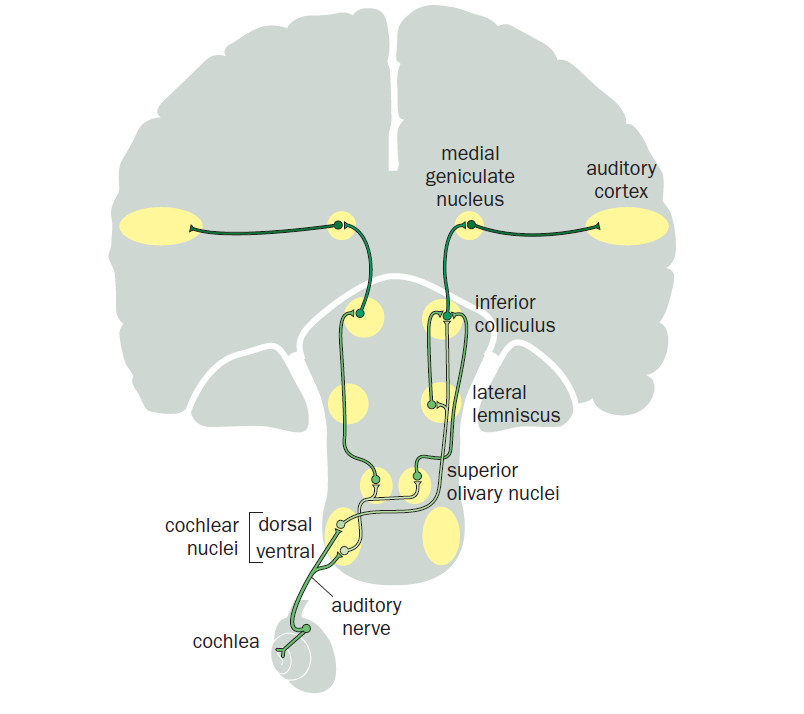 medial
geniculate
nucleus
auditory
cortex
inferior
colliculus
lateral
lemniscus
superior
olivary nuclei
cochlear
nuclei
dorsal
ventral
auditory
nerve
cochlea